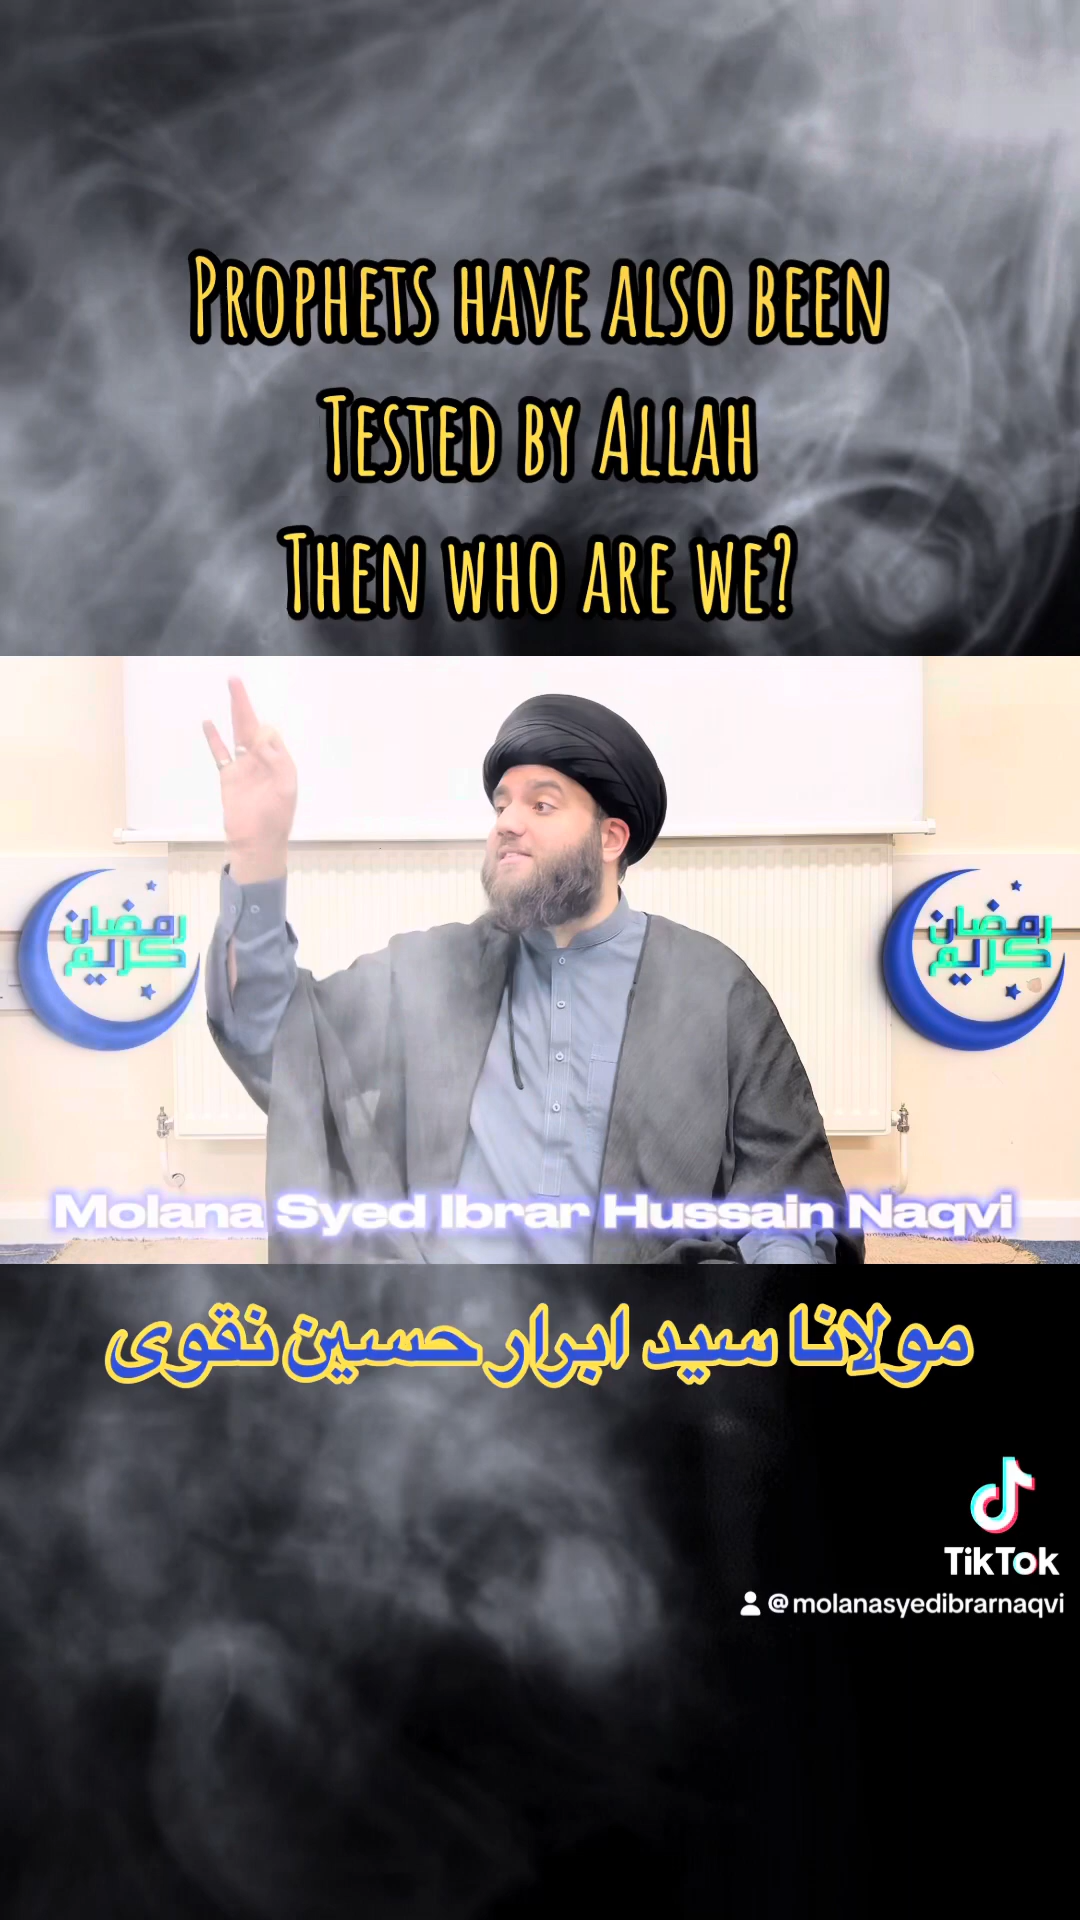 Prophets have also been
Tested by Allah
Then who are we?
رمضان
كريم
رمضان
كريم
Molana Syed Ibrar Hussain Naqvi
مولانا سید ابرار حسین نقوی
TikTok
@molanasyedibrarnaqvi